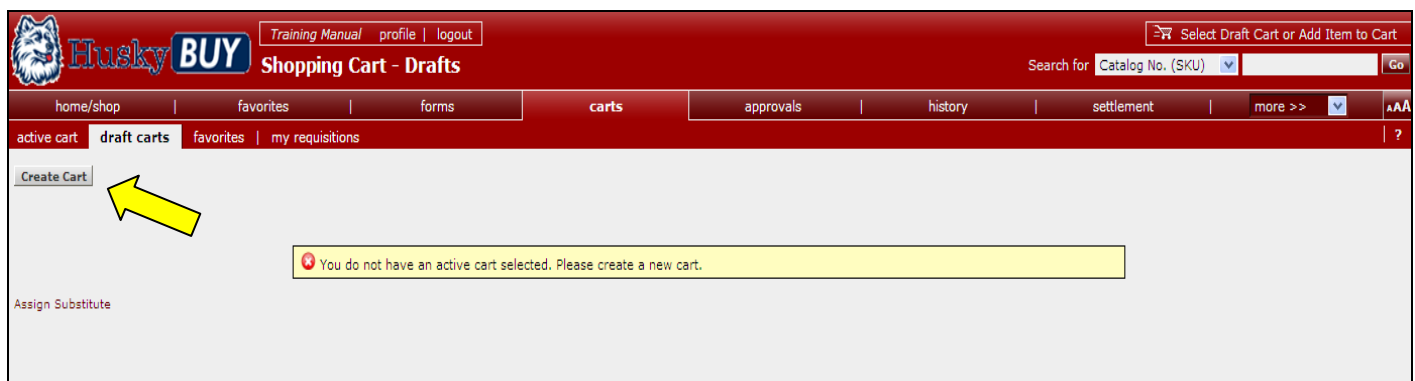 Husky BUY
Training Manual profile | logout
Select Draft Cart or Add Item to Cart
Shopping Cart - Drafts
Search for Catalog No. (SKU) Go
home/shop | favorites | forms carts approvals | history | settlement | more >> AAA
active cart draft carts favorites | my requisitions | ?
Create Cart
You do not have an active cart selected. Please create a new cart.
Assign Substitute